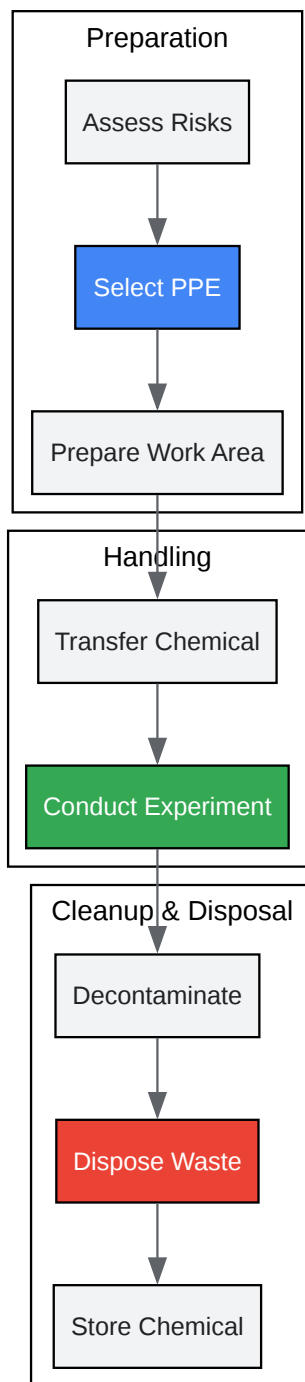 Preparation
Assess Risks
Select PPE
Prepare Work Area
Handling
Transfer Chemical
Conduct Experiment
Cleanup & Disposal
Decontaminate
Dispose Waste
Store Chemical